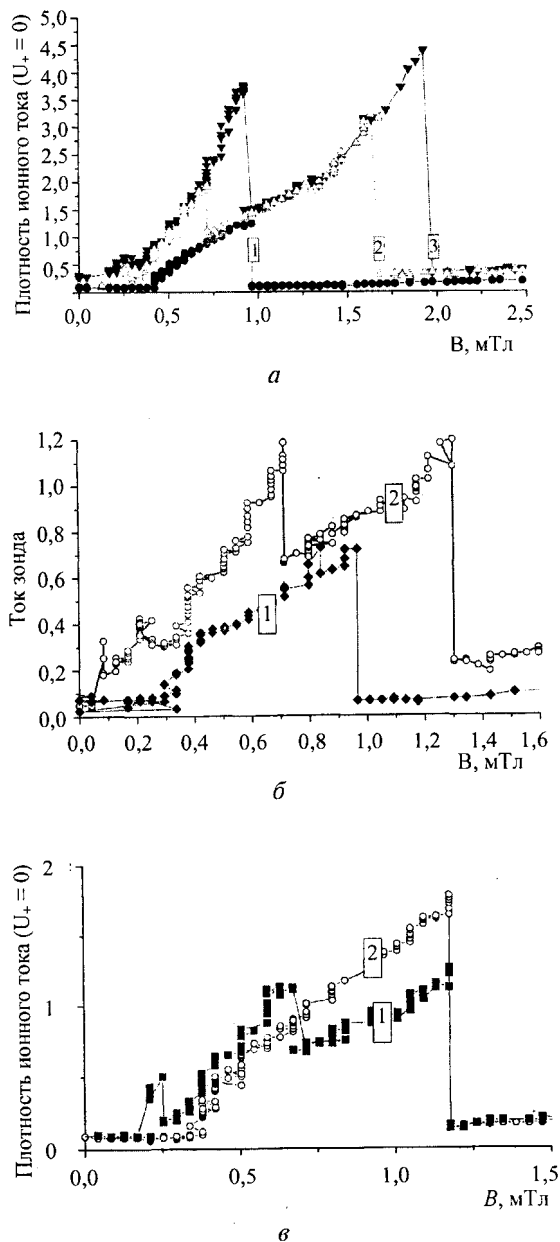 Плотность ионного тока (U₊ = 0)
5,0
4,5
4,0
3,5
3,0
2,5
2,0
1,5
1,0
0,5
1
2
3
0,0 0,5 1,0 1,5 2,0 2,5
В, мТл
а
Ток зонда
1,2
1,0
0,8
0,6
0,4
0,2
0,0
2
1
0,0 0,2 0,4 0,6 0,8 1,0 1,2 1,4 1,6
В, мТл
б
Плотность ионного тока (U₊ = 0)
2
1
0
2
1
0,0 0,5 1,0 1,5
В, мТл
в